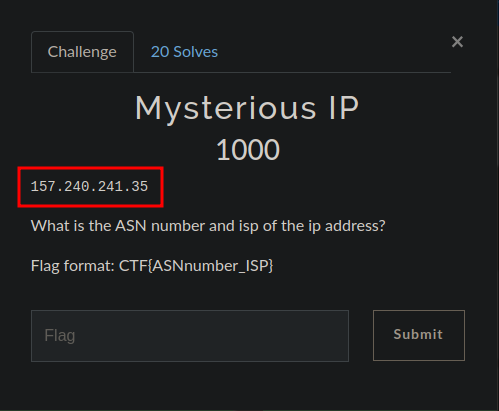 Challenge
20 Solves
×
Mysterious IP
1000
157.240.241.35
What is the ASN number and isp of the ip address?
Flag format: CTF{ASNnumber_ISP}
Flag
Submit